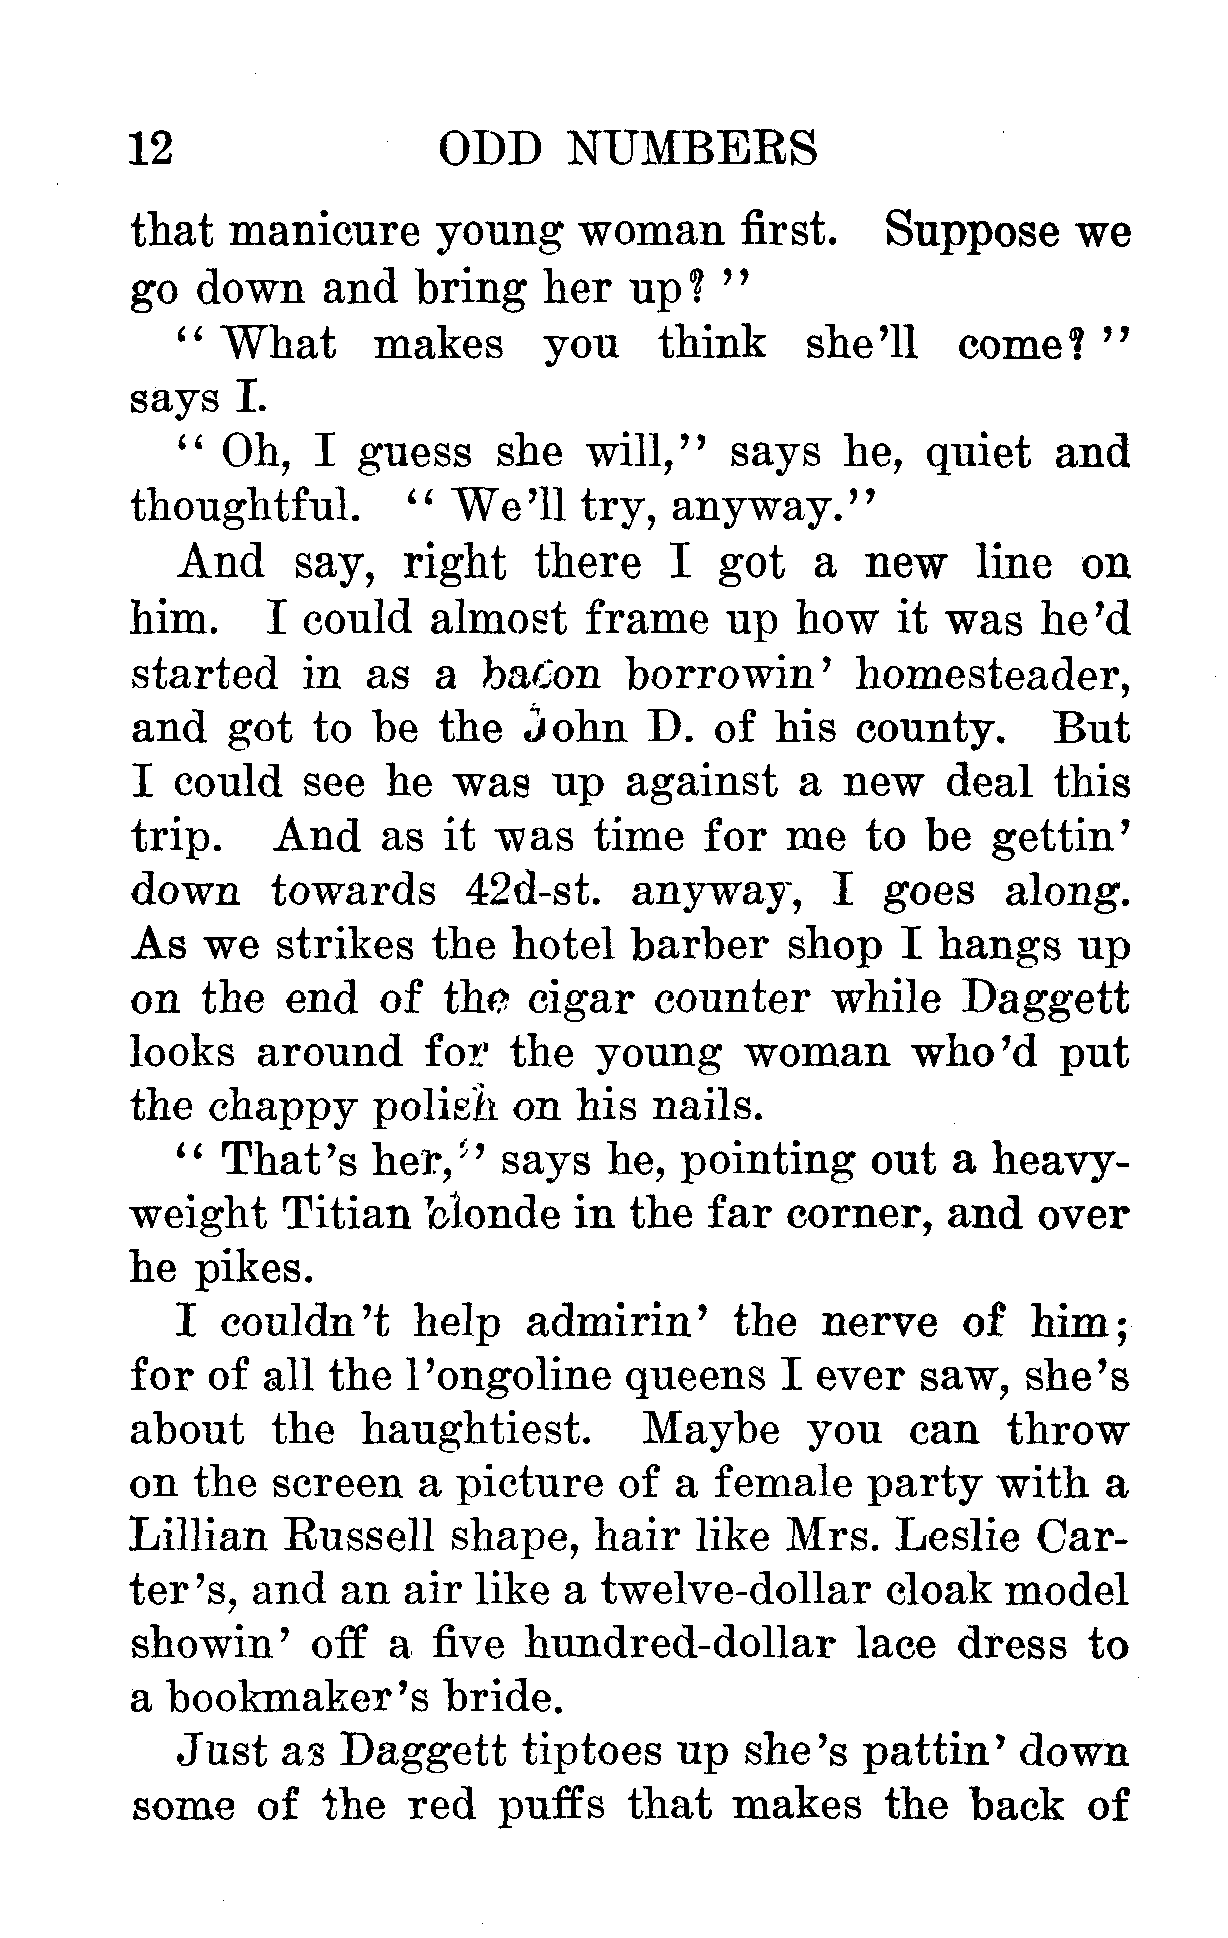 12 ODD NUMBERS
that manicure young woman first. Suppose we
go down and bring her up?"
"What makes you think she'll come?"
says I.
"Oh, I guess she will," says he, quiet and
thoughtful. "We'll try, anyway."
And say, right there I got a new line on
him. I could almost frame up how it was he'd
started in as a bacon borrowin' homesteader,
and got to be the John D. of his county. But
I could see he was up against a new deal this
trip. And as it was time for me to be gettin'
down towards 42d-st. anyway, I goes along.
As we strikes the hotel barber shop I hangs up
on the end of the cigar counter while Daggett
looks around for the young woman who'd put
the chappy polish on his nails.
"That's her," says he, pointing out a heavy-
weight Titian blonde in the far corner, and over
he pikes.
I couldn't help admirin' the nerve of him;
for of all the l'ongoline queens I ever saw, she's
about the haughtiest. Maybe you can throw
on the screen a picture of a female party with a
Lillian Russell shape, hair like Mrs. Leslie Car-
ter's, and an air like a twelve-dollar cloak model
showin' off a five hundred-dollar lace dress to
a bookmaker's bride.
Just as Daggett tiptoes up she's pattin' down
some of the red puffs that makes the back of